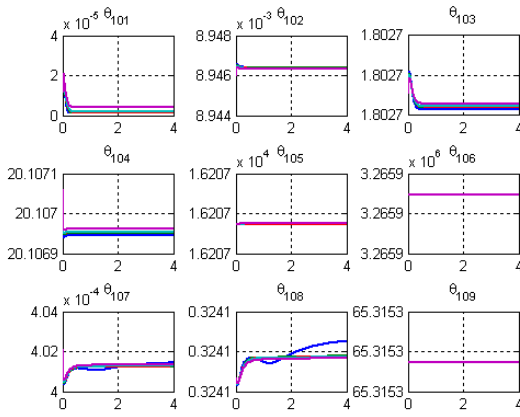 × 10⁻⁵ θ₁₀₁
4
2
0
0 2 4
× 10⁻³ θ₁₀₂
8.948
8.946
8.944
0 2 4
θ₁₀₃
1.8027
1.8027
1.8027
0 2 4
θ₁₀₄
20.1071
20.107
20.1069
0 2 4
× 10⁴ θ₁₀₅
1.6207
1.6207
1.6207
0 2 4
× 10⁶ θ₁₀₆
3.2659
3.2659
3.2659
0 2 4
× 10⁻⁴ θ₁₀₇
4.04
4.02
4
0 2 4
θ₁₀₈
0.3241
0.3241
0.3241
0 2 4
θ₁₀₉
65.3153
65.3153
65.3153
0 2 4